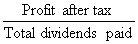 Profit after tax
Total dividends paid